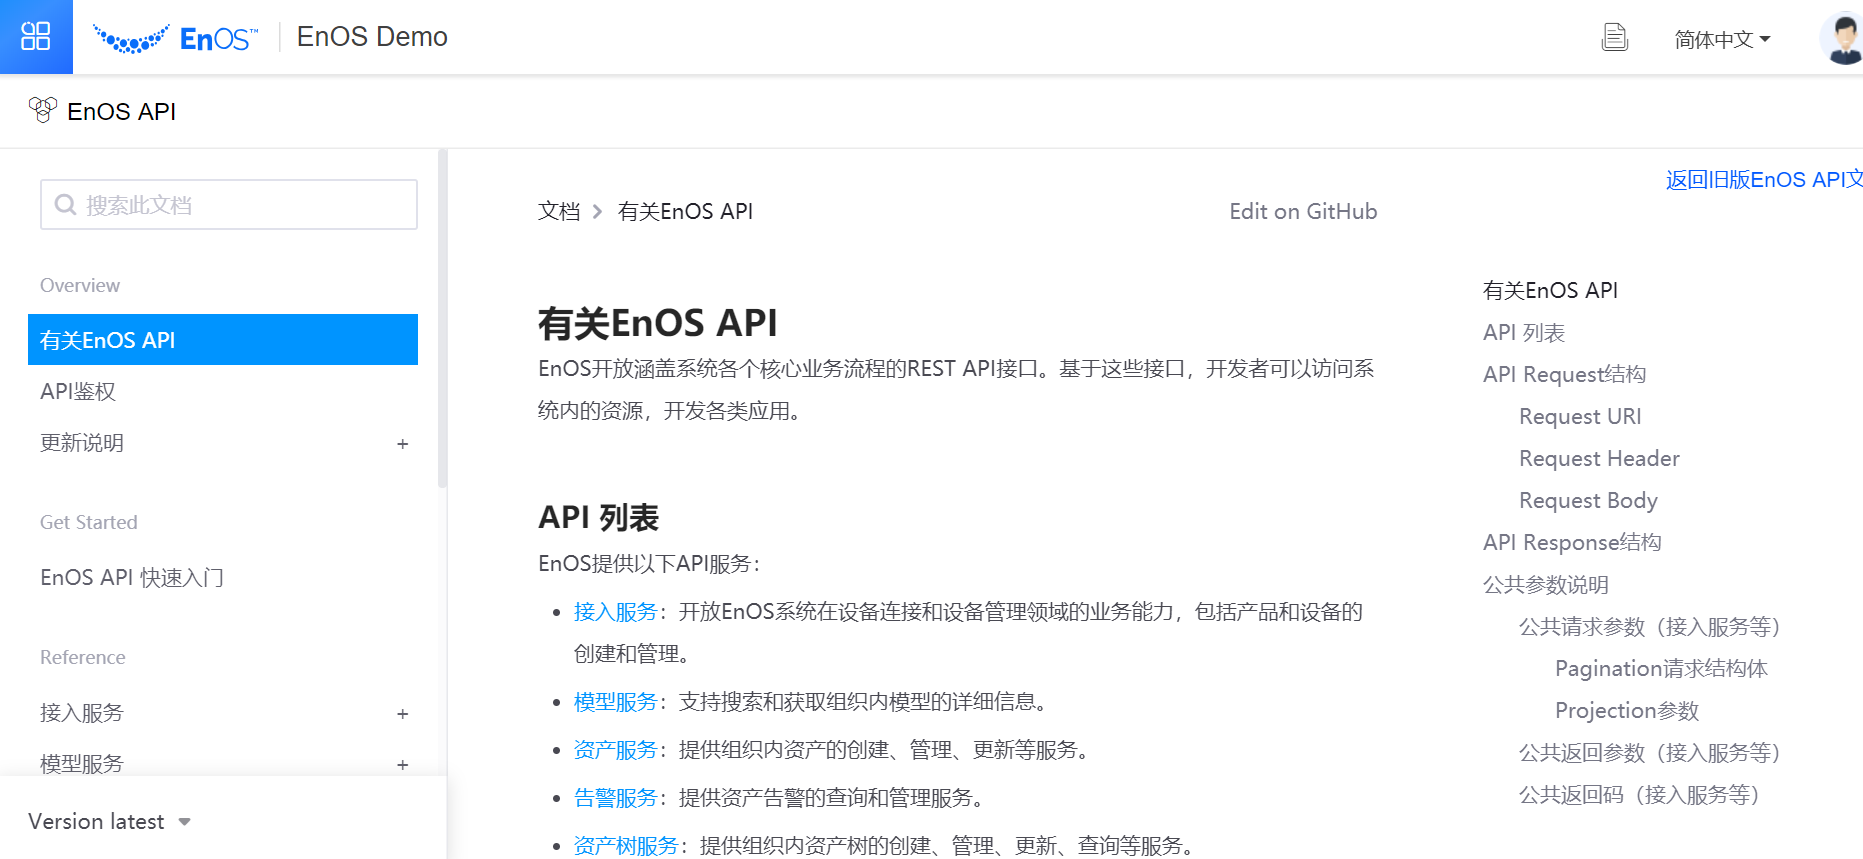 EnOS™ EnOS Demo 简体中文
EnOS API
返回旧版EnOS API文
搜索此文档
Overview
有关EnOS API
API鉴权
更新说明 +
Get Started
EnOS API 快速入门
Reference
接入服务 +
模型服务 +
Version latest
文档 > 有关EnOS API
Edit on GitHub
有关EnOS API
EnOS开放涵盖系统各个核心业务流程的REST API接口。基于这些接口，开发者可以访问系
统内的资源，开发各类应用。
API 列表
EnOS提供以下API服务：
• 接入服务：开放EnOS系统在设备连接和设备管理领域的业务能力，包括产品和设备的
创建和管理。
• 模型服务：支持搜索和获取组织内模型的详细信息。
• 资产服务：提供组织内资产的创建、管理、更新等服务。
• 告警服务：提供资产告警的查询和管理服务。
• 资产树服务：提供组织内资产树的创建、管理、更新、查询等服务。
有关EnOS API
API 列表
API Request结构
Request URI
Request Header
Request Body
API Response结构
公共参数说明
公共请求参数（接入服务等）
Pagination请求结构体
Projection参数
公共返回参数（接入服务等）
公共返回码（接入服务等）